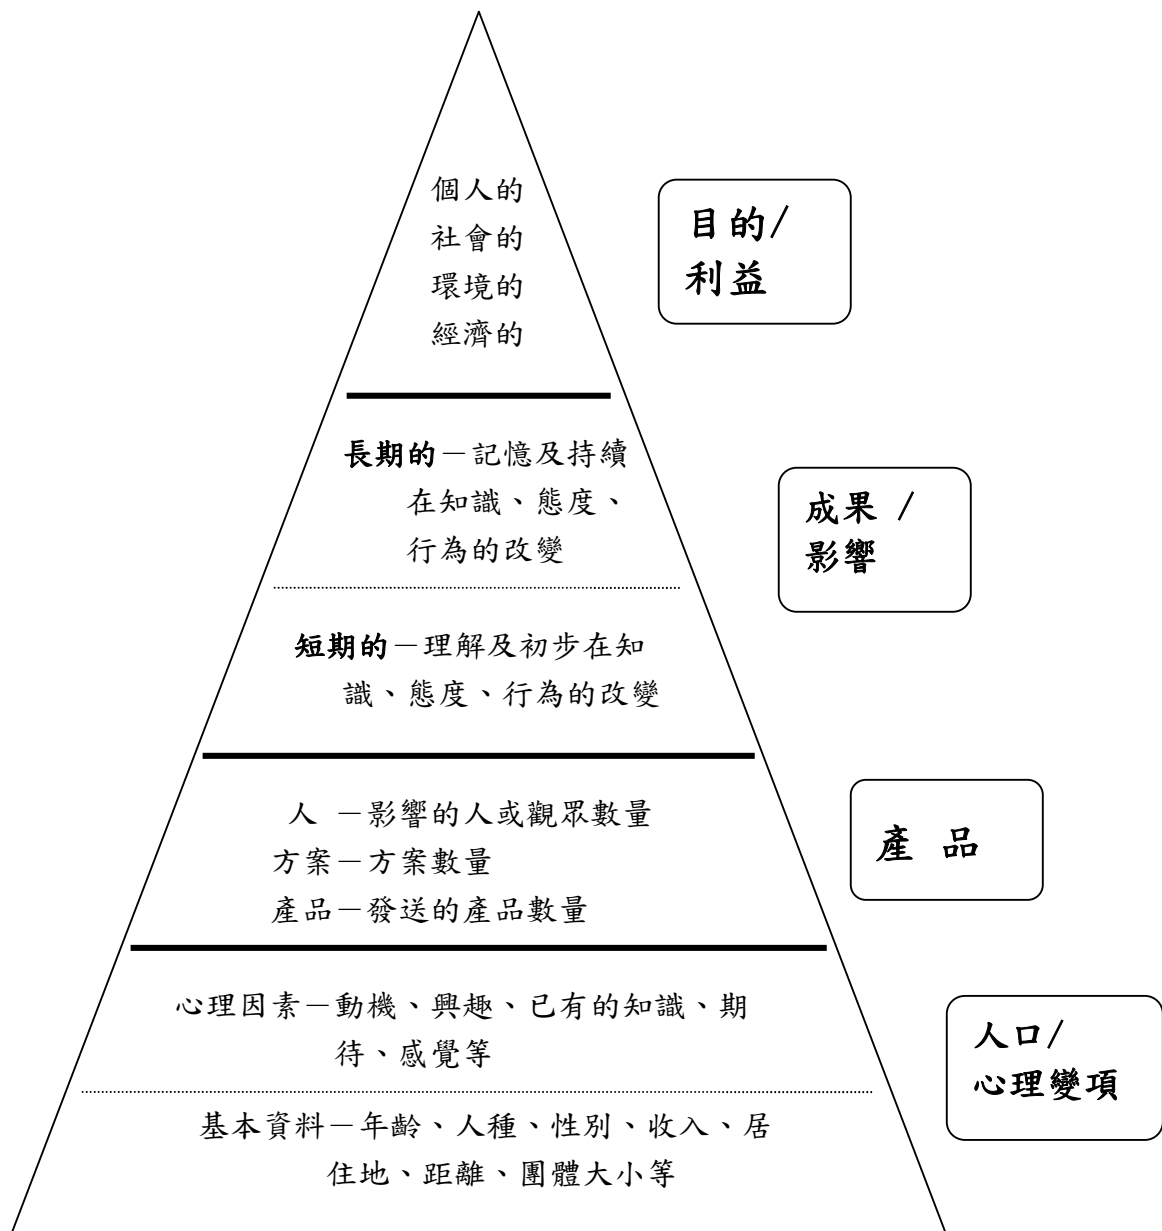 個人的
社會的
環境的
經濟的
目的/
利益
長期的－記憶及持續
在知識、態度、
行為的改變
成果 /
影響
短期的－理解及初步在知
識、態度、行為的改變
人 －影響的人或觀眾數量
方案－方案數量
產品－發送的產品數量
產 品
心理因素－動機、興趣、已有的知識、期
待、感覺等
人口/
心理變項
基本資料－年齡、人種、性別、收入、居
住地、距離、團體大小等